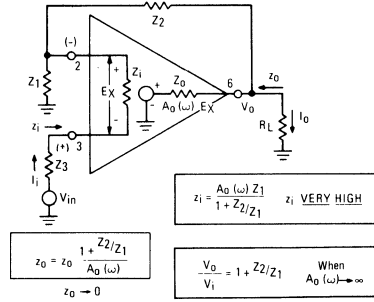 Z2
(-)
2
+
Z1
EX
Zi
+
Z0
6
z0
A0 (ω) EX
V0
I0
RL
-
zi
(+)
3
Z3
Ii
Vin
zi = A0 (ω) Z1 / 1 + Z2/Z1 zi VERY HIGH
z0 = z0 1 + Z2/Z1 / A0 (ω)
z0 → 0
-V0/Vi = 1 + Z2/Z1 When A0 (ω) → ∞